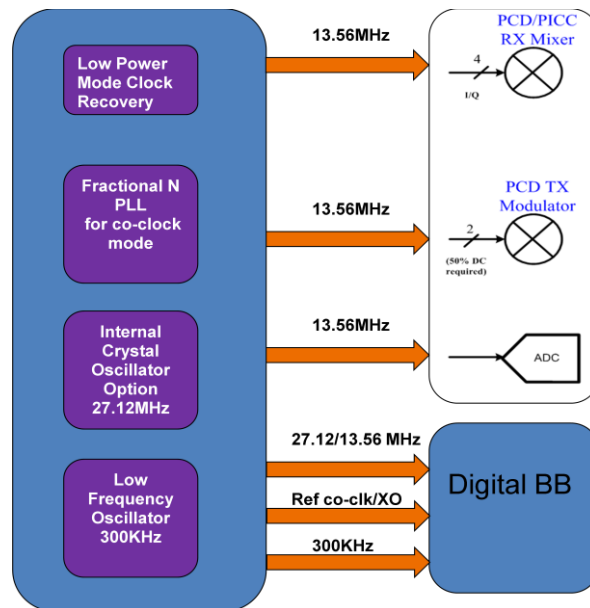 Low Power
Mode Clock
Recovery
Fractional N
PLL
for co-clock
mode
Internal
Crystal
Oscillator
Option
27.12MHz
Low
Frequency
Oscillator
300KHz
13.56MHz
13.56MHz
13.56MHz
27.12/13.56 MHz
Ref co-clk/XO
300KHz
PCD/PICC
RX Mixer
4
I/Q
PCD TX
Modulator
2
(50% DC
required)
ADC
Digital BB